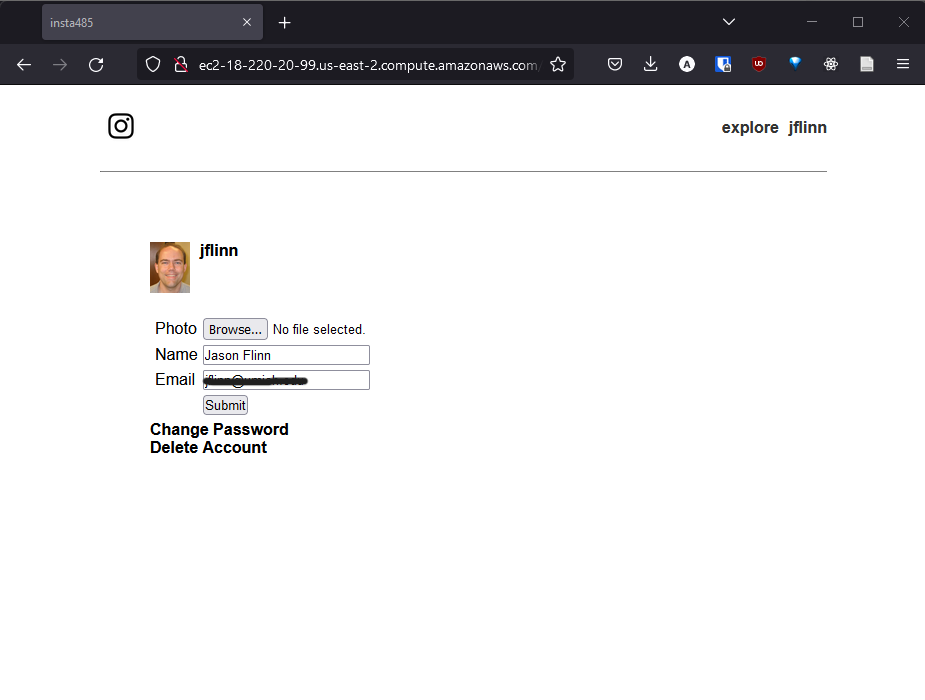 insta485
ec2-18-220-20-99.us-east-2.compute.amazonaws.com/
explore jflinn
jflinn
Photo Browse... No file selected.
Name Jason Flinn
Email
Submit
Change Password
Delete Account